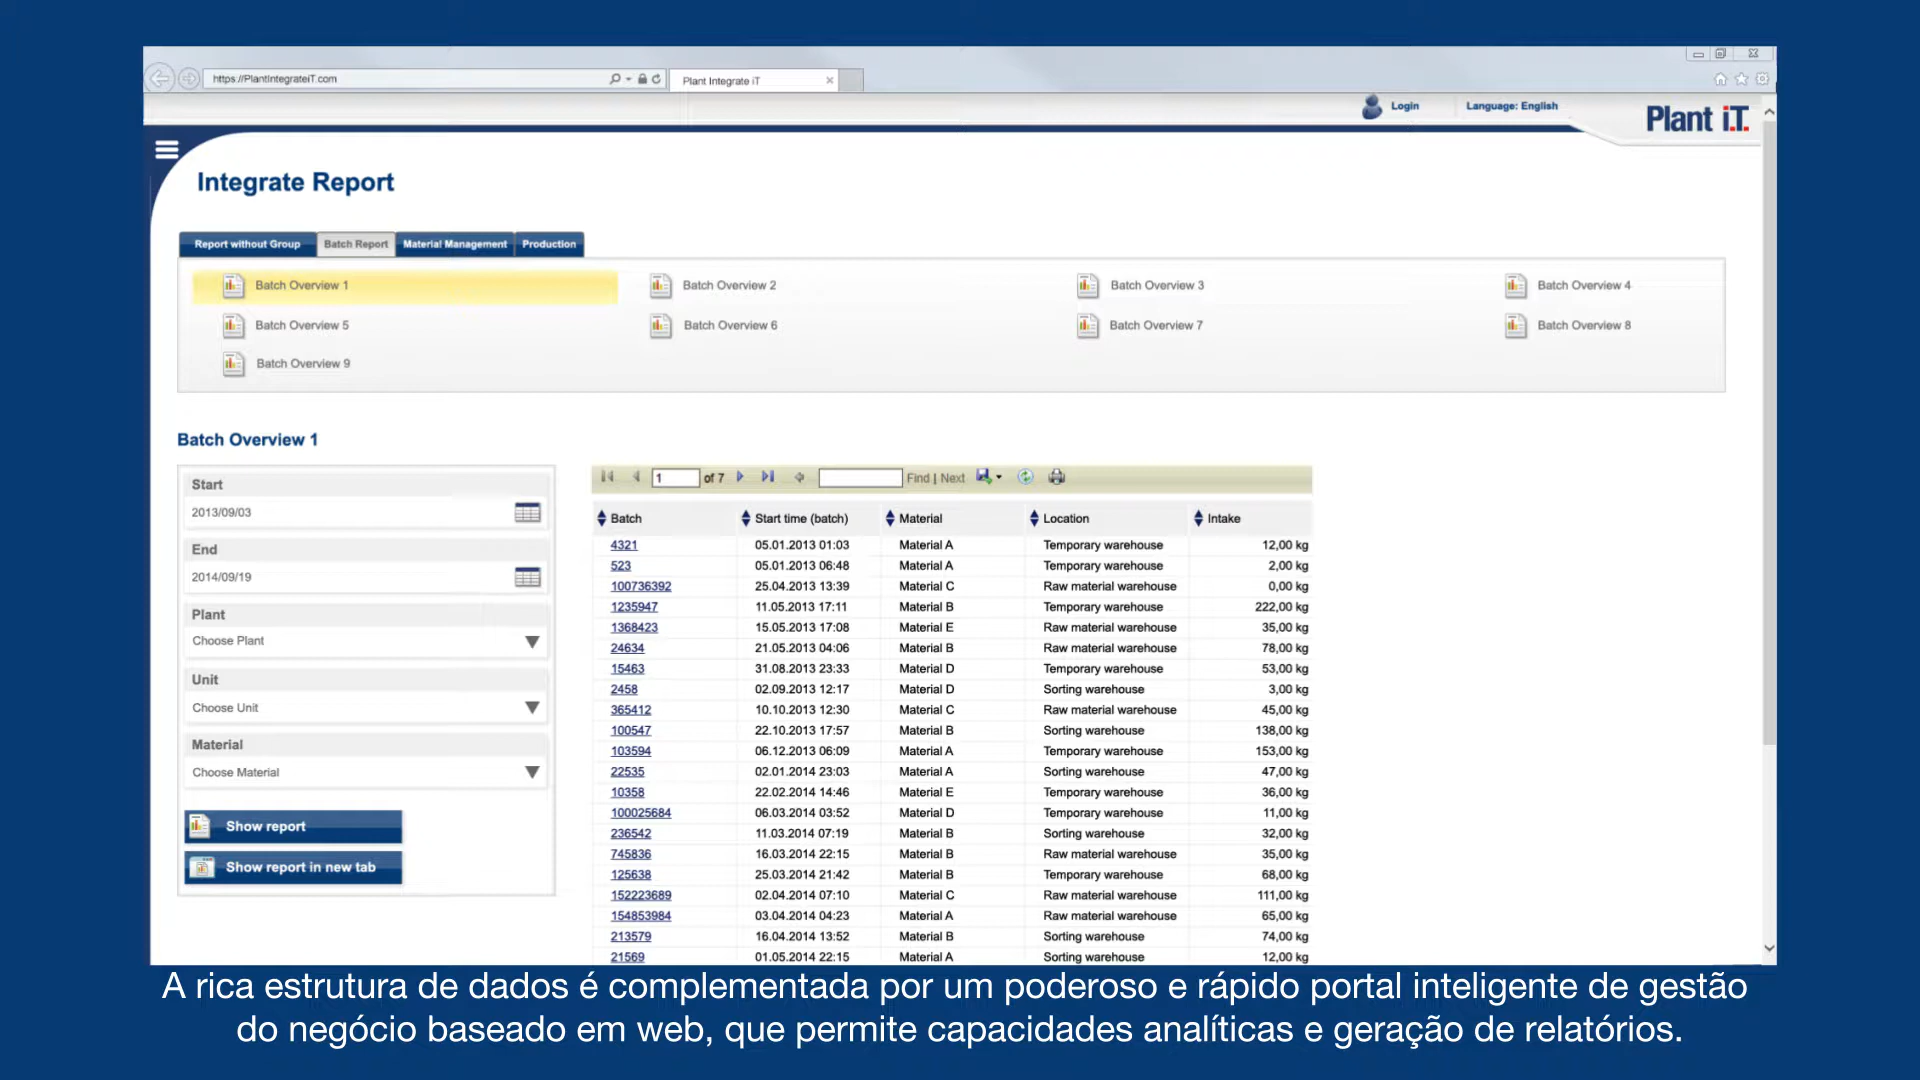 https://PlantIntegrateiT.com
Plant Integrate iT
Login
Language: English
Plant i.T.
Integrate Report
Report without Group Batch Report Material Management Production
Batch Overview 1 Batch Overview 2 Batch Overview 3 Batch Overview 4
Batch Overview 5 Batch Overview 6 Batch Overview 7 Batch Overview 8
Batch Overview 9
Batch Overview 1
Start
2013/09/03
End
2014/09/19
Plant
Choose Plant
Unit
Choose Unit
Material
Choose Material
Show report
Show report in new tab
1 of 7 Find | Next
Batch Start time (batch) Material Location Intake
4321 05.01.2013 01:03 Material A Temporary warehouse 12,00 kg
523 05.01.2013 06:48 Material A Temporary warehouse 2,00 kg
100736392 25.04.2013 13:39 Material C Raw material warehouse 0,00 kg
1235947 11.05.2013 17:11 Material B Temporary warehouse 222,00 kg
1368423 15.05.2013 17:08 Material E Raw material warehouse 35,00 kg
24634 21.05.2013 04:06 Material B Raw material warehouse 78,00 kg
15463 31.08.2013 23:33 Material D Temporary warehouse 53,00 kg
2458 02.09.2013 12:17 Material D Sorting warehouse 3,00 kg
365412 10.10.2013 12:30 Material C Raw material warehouse 45,00 kg
100547 22.10.2013 17:57 Material B Sorting warehouse 138,00 kg
103594 06.12.2013 06:09 Material A Temporary warehouse 153,00 kg
22535 02.01.2014 23:03 Material A Sorting warehouse 47,00 kg
10358 22.02.2014 14:46 Material E Temporary warehouse 36,00 kg
100025684 06.03.2014 03:52 Material D Temporary warehouse 11,00 kg
236542 11.03.2014 07:19 Material B Sorting warehouse 32,00 kg
745836 16.03.2014 22:15 Material B Raw material warehouse 35,00 kg
125638 25.03.2014 21:42 Material B Temporary warehouse 68,00 kg
152223689 02.04.2014 07:10 Material C Raw material warehouse 111,00 kg
154853984 03.04.2014 04:23 Material A Raw material warehouse 65,00 kg
213579 16.04.2014 13:52 Material B Sorting warehouse 74,00 kg
21569 01.05.2014 22:15 Material A Sorting warehouse 12,00 kg
A rica estrutura de dados é complementada por um poderoso e rápido portal inteligente de gestão
do negócio baseado em web, que permite capacidades analíticas e geração de relatórios.